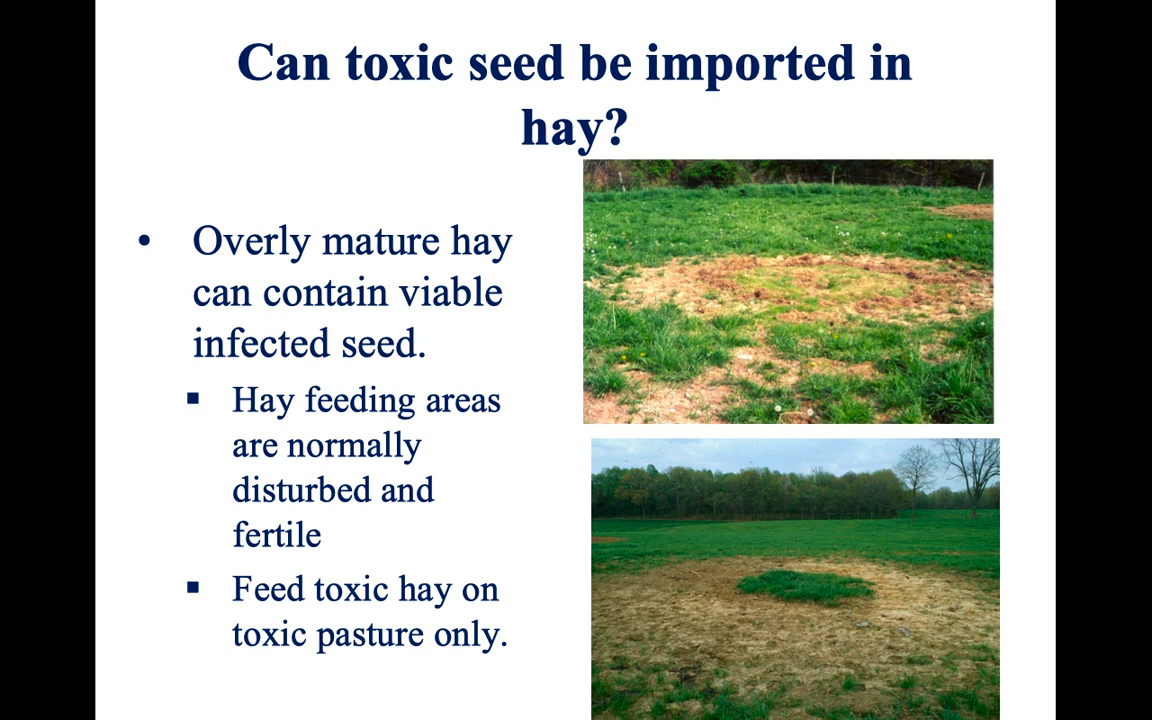 Can toxic seed be imported in
hay?
• Overly mature hay
can contain viable
infected seed.
▪ Hay feeding areas
are normally
disturbed and
fertile
▪ Feed toxic hay on
toxic pasture only.